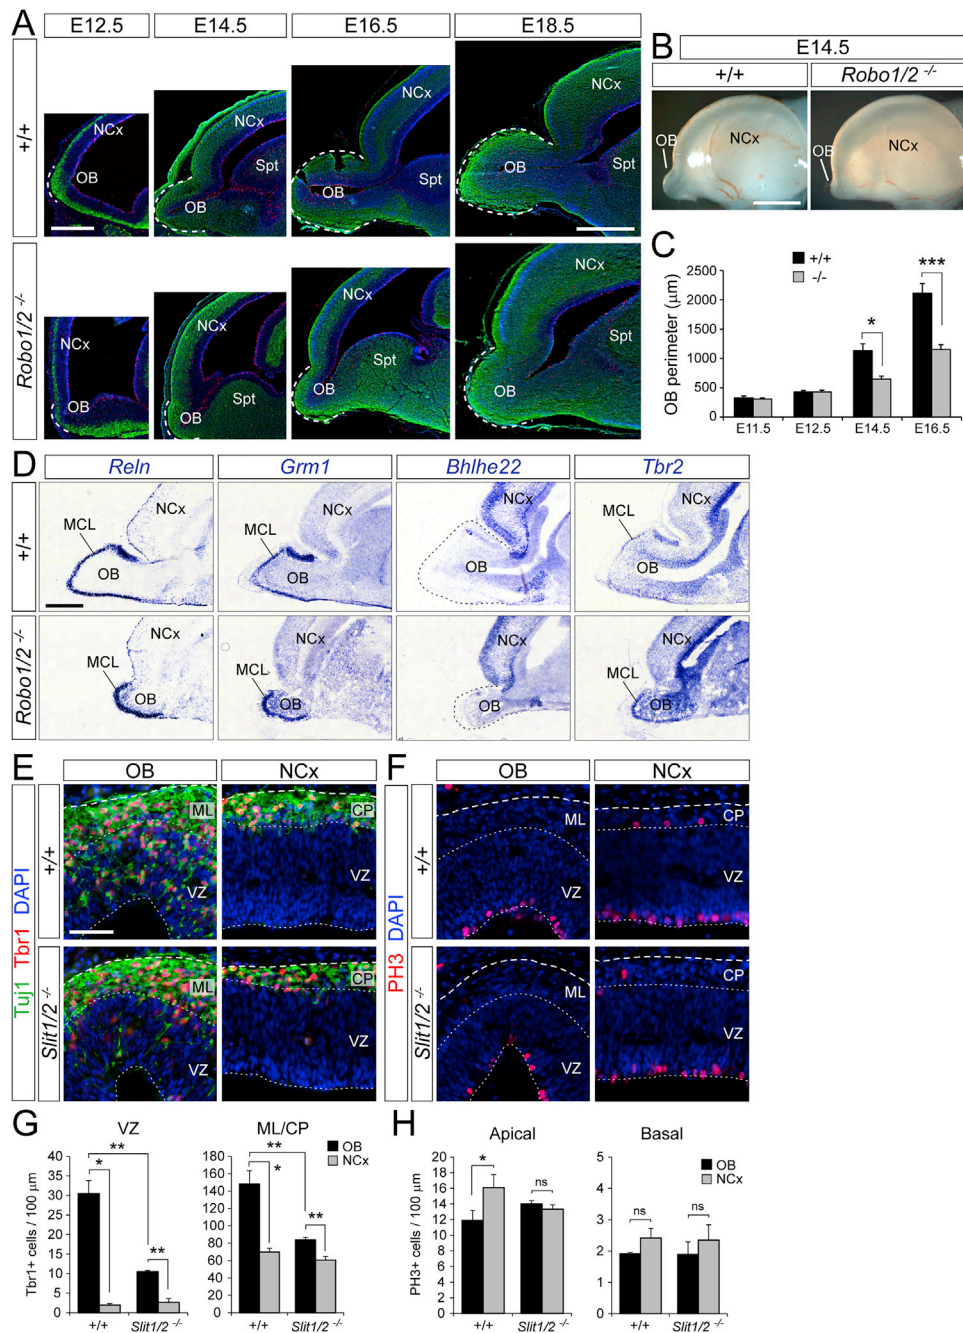 A
E12.5 E14.5 E16.5 E18.5
+/+
NCx OB
NCx Spt OB
NCx Spt OB
NCx Spt OB
Robo1/2 -/-
NCx OB
NCx Spt OB
NCx Spt OB
NCx Spt OB
B
E14.5
+/+ Robo1/2 -/-
OB NCx
OB NCx
C
+/+
-/-
OB perimeter (µm)
2500
2000
1500
1000
500
0
* ***
E11.5 E12.5 E14.5 E16.5
D
Reln Grm1 Bhlhe22 Tbr2
+/+
MCL NCx OB
MCL NCx OB
NCx OB
MCL NCx OB
Robo1/2 -/-
MCL NCx OB
MCL NCx OB
NCx OB
MCL NCx OB
E
OB NCx
Tuj1 Tbr1 DAPI
+/+
ML VZ
CP VZ
Slit1/2 -/-
ML VZ
CP VZ
F
OB NCx
PH3 DAPI
+/+
ML VZ
CP VZ
Slit1/2 -/-
ML VZ
CP VZ
G
VZ
Tbr1+ cells / 100 µm
40
35
30
25
20
15
10
5
0
** * **
+/+ Slit1/2 -/-
ML/CP
OB
NCx
180
160
140
120
100
80
60
40
20
0
** * **
+/+ Slit1/2 -/-
H
Apical
PH3+ cells / 100 µm
20
18
16
14
12
10
8
6
4
2
0
* ns
+/+ Slit1/2 -/-
Basal
OB
NCx
5
4
3
2
1
0
ns ns
+/+ Slit1/2 -/-